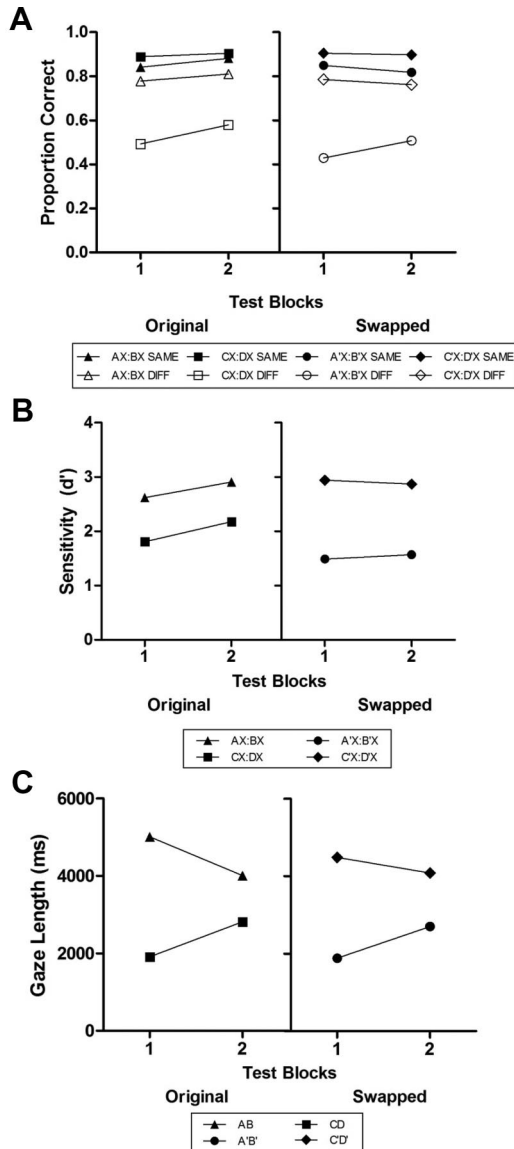 A
Proportion Correct
1.0
0.8
0.6
0.4
0.2
0.0
1 2 1 2
Test Blocks
Original Swapped
AX:BX SAME CX:DX SAME A'X:B'X SAME C'X:D'X SAME
AX:BX DIFF CX:DX DIFF A'X:B'X DIFF C'X:D'X DIFF
B
Sensitivity (d')
4
3
2
1
0
1 2 1 2
Test Blocks
Original Swapped
AX:BX A'X:B'X
CX:DX C'X:D'X
C
Gaze Length (ms)
6000
4000
2000
0
1 2 1 2
Test Blocks
Original Swapped
AB CD
A'B' C'D'